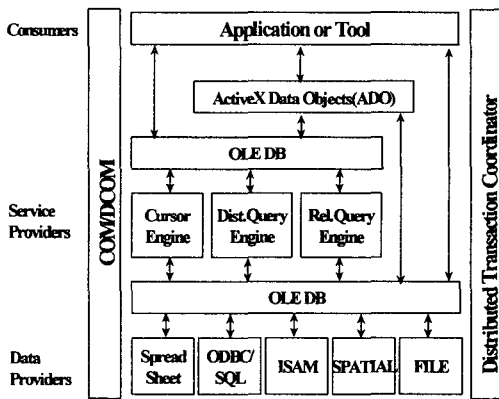 Consumers
Application or Tool
ActiveX Data Objects(ADO)
OLE DB
Service
Providers
Cursor
Engine
Dist.Query
Engine
Rel.Query
Engine
OLE DB
Data
Providers
Spread
Sheet
ODBC/
SQL
ISAM
SPATIAL
FILE
COM/DCOM
Distributed Transaction Coordinator